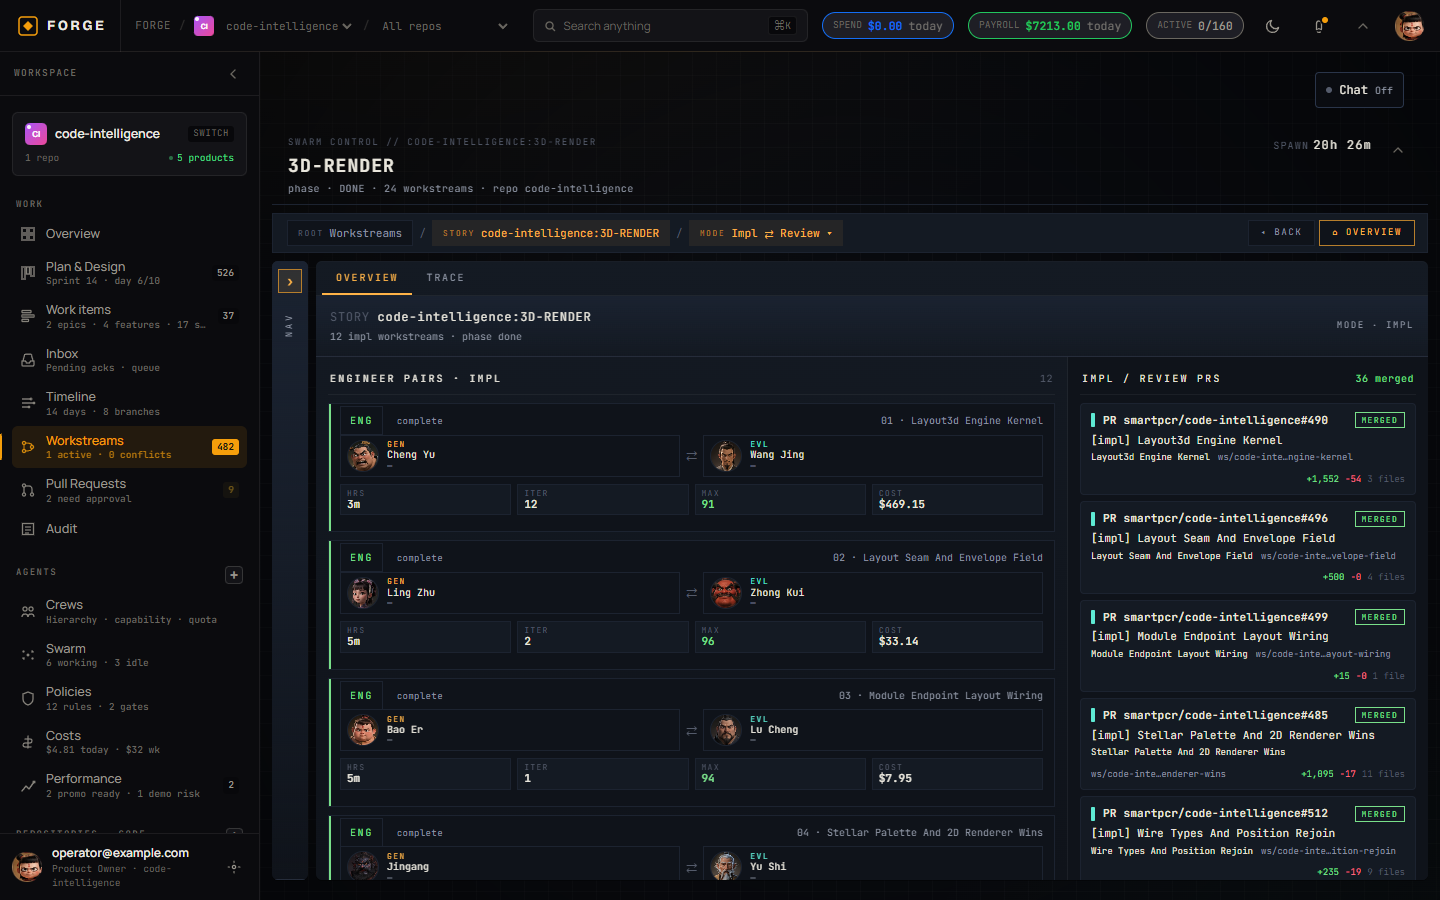 FORGE
FORGE / CI code-intelligence / All repos
Search anything ⌘K
SPEND $0.00 today
PAYROLL $7213.00 today
ACTIVE 0/160
WORKSPACE
CI code-intelligence SWITCH
1 repo 5 products
WORK
Overview
Plan & Design 526
Sprint 14 · day 6/10
Work items 37
2 epics · 4 features · 17 s…
Inbox
Pending acks · queue
Timeline
14 days · 8 branches
Workstreams 482
1 active · 0 conflicts
Pull Requests 9
2 need approval
Audit
AGENTS +
Crews
Hierarchy · capability · quota
Swarm
6 working · 3 idle
Policies
12 rules · 2 gates
Costs
$4.81 today · $32 wk
Performance 2
2 promo ready · 1 demo risk
operator@example.com
Product Owner · code-
intelligence
Chat Off
SWARM CONTROL // CODE-INTELLIGENCE:3D-RENDER
3D-RENDER
phase · DONE · 24 workstreams · repo code-intelligence
SPAWN 20h 26m
ROOT Workstreams / STORY code-intelligence:3D-RENDER / MODE Impl ⇄ Review ▾
◂ BACK
⌂ OVERVIEW
› NAV
OVERVIEW TRACE
STORY code-intelligence:3D-RENDER
12 impl workstreams · phase done
MODE · IMPL
ENGINEER PAIRS · IMPL 12
ENG complete 01 · Layout3d Engine Kernel
GEN Cheng Yu —
⇄
EVL Wang Jing —
HRS 3m
ITER 12
MAX 91
COST $469.15
ENG complete 02 · Layout Seam And Envelope Field
GEN Ling Zhu —
⇄
EVL Zhong Kui —
HRS 5m
ITER 2
MAX 96
COST $33.14
ENG complete 03 · Module Endpoint Layout Wiring
GEN Bao Er —
⇄
EVL Lu Cheng —
HRS 5m
ITER 1
MAX 94
COST $7.95
ENG complete 04 · Stellar Palette And 2D Renderer Wins
GEN Jingang
⇄
EVL Yu Shi
IMPL / REVIEW PRS 36 merged
PR smartpcr/code-intelligence#490 MERGED
[impl] Layout3d Engine Kernel
Layout3d Engine Kernel ws/code-inte…ngine-kernel
+1,552 -54 3 files
PR smartpcr/code-intelligence#496 MERGED
[impl] Layout Seam And Envelope Field
Layout Seam And Envelope Field ws/code-inte…velope-field
+500 -0 4 files
PR smartpcr/code-intelligence#499 MERGED
[impl] Module Endpoint Layout Wiring
Module Endpoint Layout Wiring ws/code-inte…ayout-wiring
+15 -0 1 file
PR smartpcr/code-intelligence#485 MERGED
[impl] Stellar Palette And 2D Renderer Wins
Stellar Palette And 2D Renderer Wins
ws/code-inte…enderer-wins +1,095 -17 11 files
PR smartpcr/code-intelligence#512 MERGED
[impl] Wire Types And Position Rejoin
Wire Types And Position Rejoin ws/code-inte…ition-rejoin
+235 -19 9 files